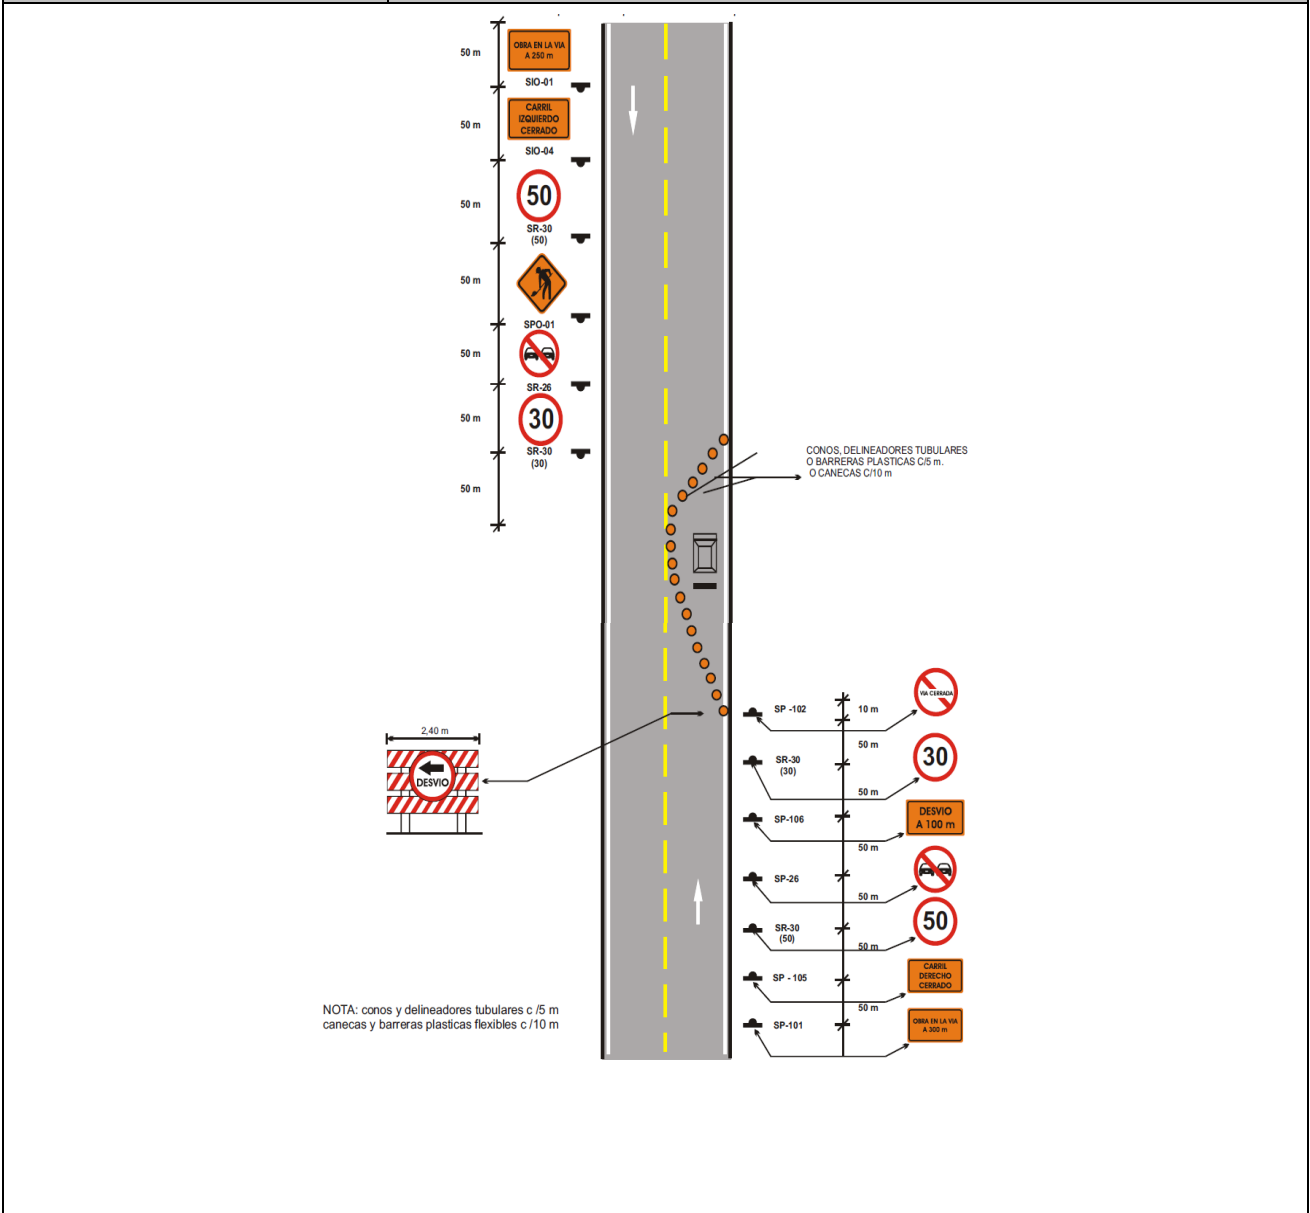 50 m
OBRA EN LA VIA
A 250 m
SIO-01
50 m
CARRIL
IZQUIERDO
CERRADO
SIO-04
50 m
50
SR-30
(50)
50 m
SPO-01
50 m
SR-26
50 m
30
SR-30
(30)
50 m
CONOS, DELINEADORES TUBULARES
O BARRERAS PLASTICAS C/5 m.
O CANECAS C/10 m
2,40 m
DESVIO
NOTA: conos y delineadores tubulares c /5 m
canecas y barreras plasticas flexibles c /10 m
SP -102
10 m
VIA CERRADA
50 m
SR-30
(30)
30
50 m
SP-106
DESVIO
A 100 m
50 m
SP-26
50 m
SR-30
(50)
50
50 m
SP - 105
CARRIL
DERECHO
CERRADO
50 m
SP-101
OBRA EN LA VIA
A 300 m